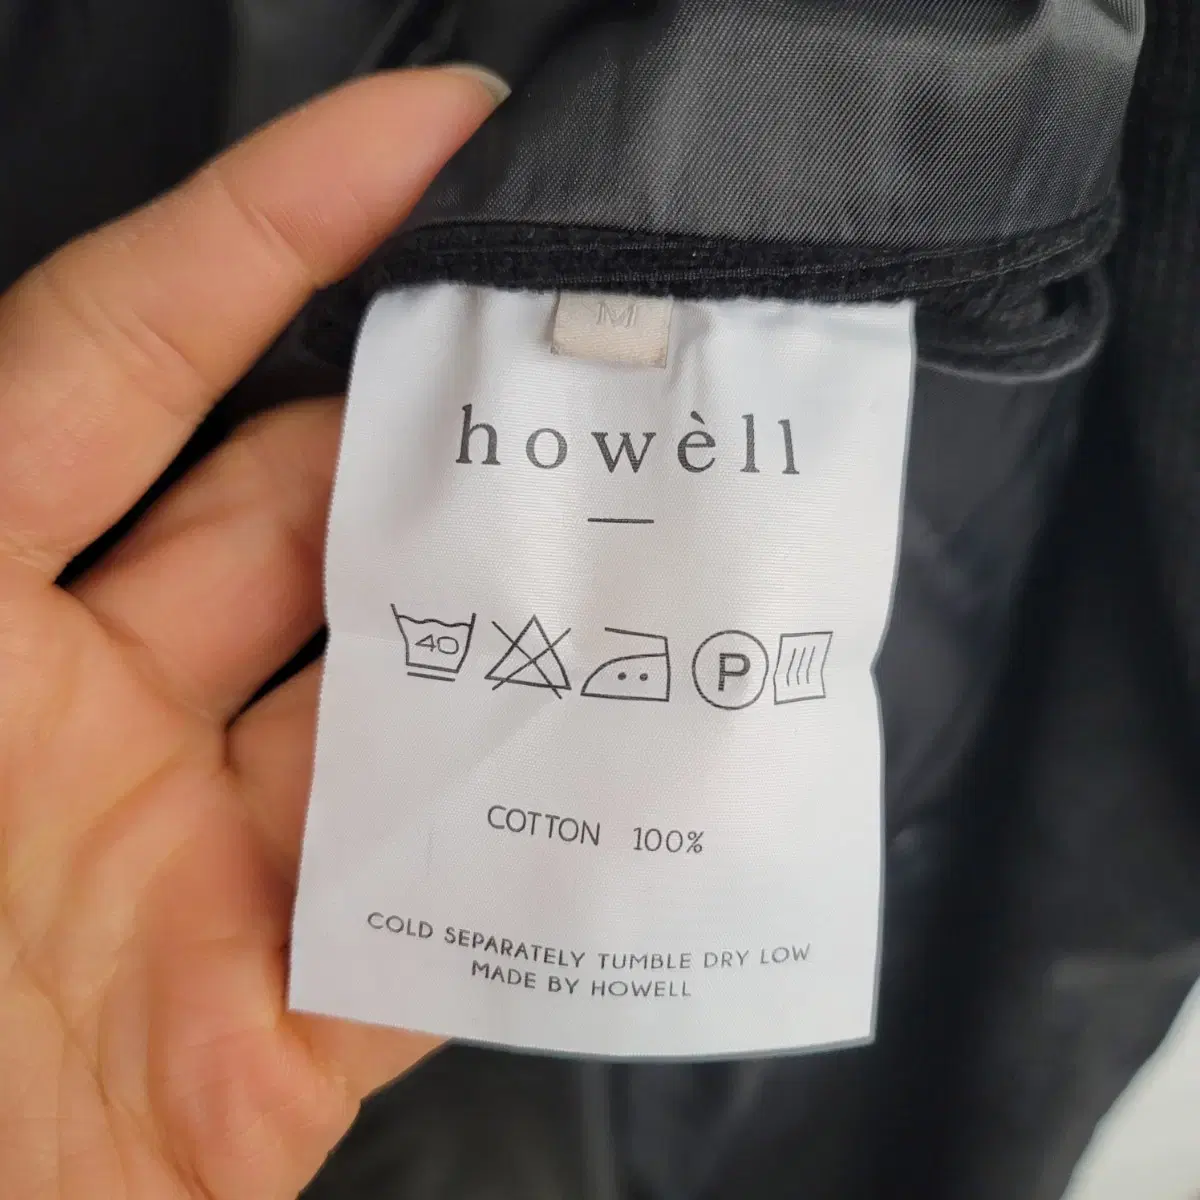 M
howèll
40
P
COTTON 100%
COLD SEPARATELY TUMBLE DRY LOW
MADE BY HOWELL